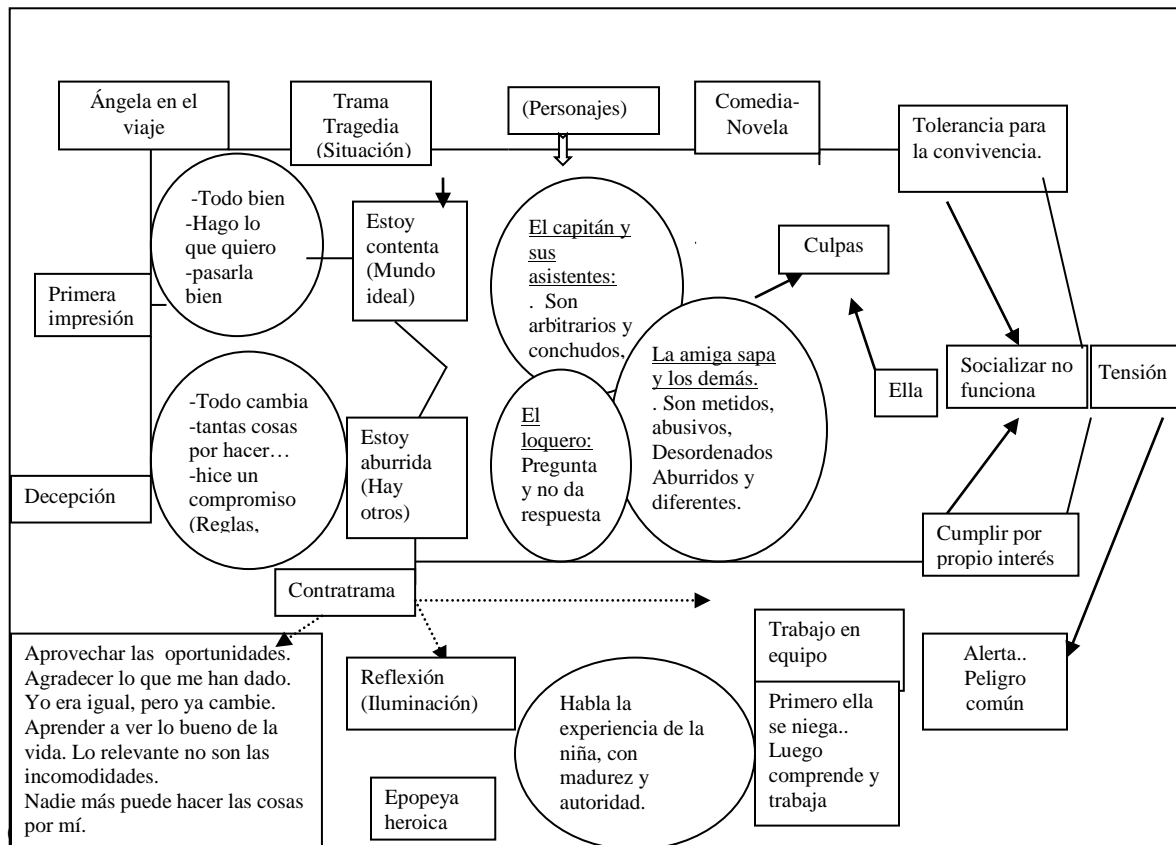 Ángela en el
viaje
Trama
Tragedia
(Situación)
(Personajes)
Comedia-
Novela
Tolerancia para
la convivencia.
-Todo bien
-Hago lo
que quiero
-pasarla
bien
Estoy
contenta
(Mundo
ideal)
El capitán y
sus
asistentes:
. Son
arbitrarios y
conchudos,
Culpas
Primera
impresión
La amiga sapa
y los demás.
. Son metidos,
abusivos,
Desordenados
Aburridos y
diferentes.
Ella
Socializar no
funciona
Tensión
-Todo cambia
-tantas cosas
por hacer…
-hice un
compromiso
(Reglas,
Estoy
aburrida
(Hay
otros)
El
loquero:
Pregunta
y no da
respuesta
Decepción
Cumplir por
propio interés
Contratrama
Aprovechar las oportunidades.
Agradecer lo que me han dado.
Yo era igual, pero ya cambie.
Aprender a ver lo bueno de la
vida. Lo relevante no son las
incomodidades.
Nadie más puede hacer las cosas
por mí.
Reflexión
(Iluminación)
Epopeya
heroica
Habla la
experiencia de la
niña, con
madurez y
autoridad.
Trabajo en
equipo
Primero ella
se niega..
Luego
comprende y
trabaja
Alerta..
Peligro
común